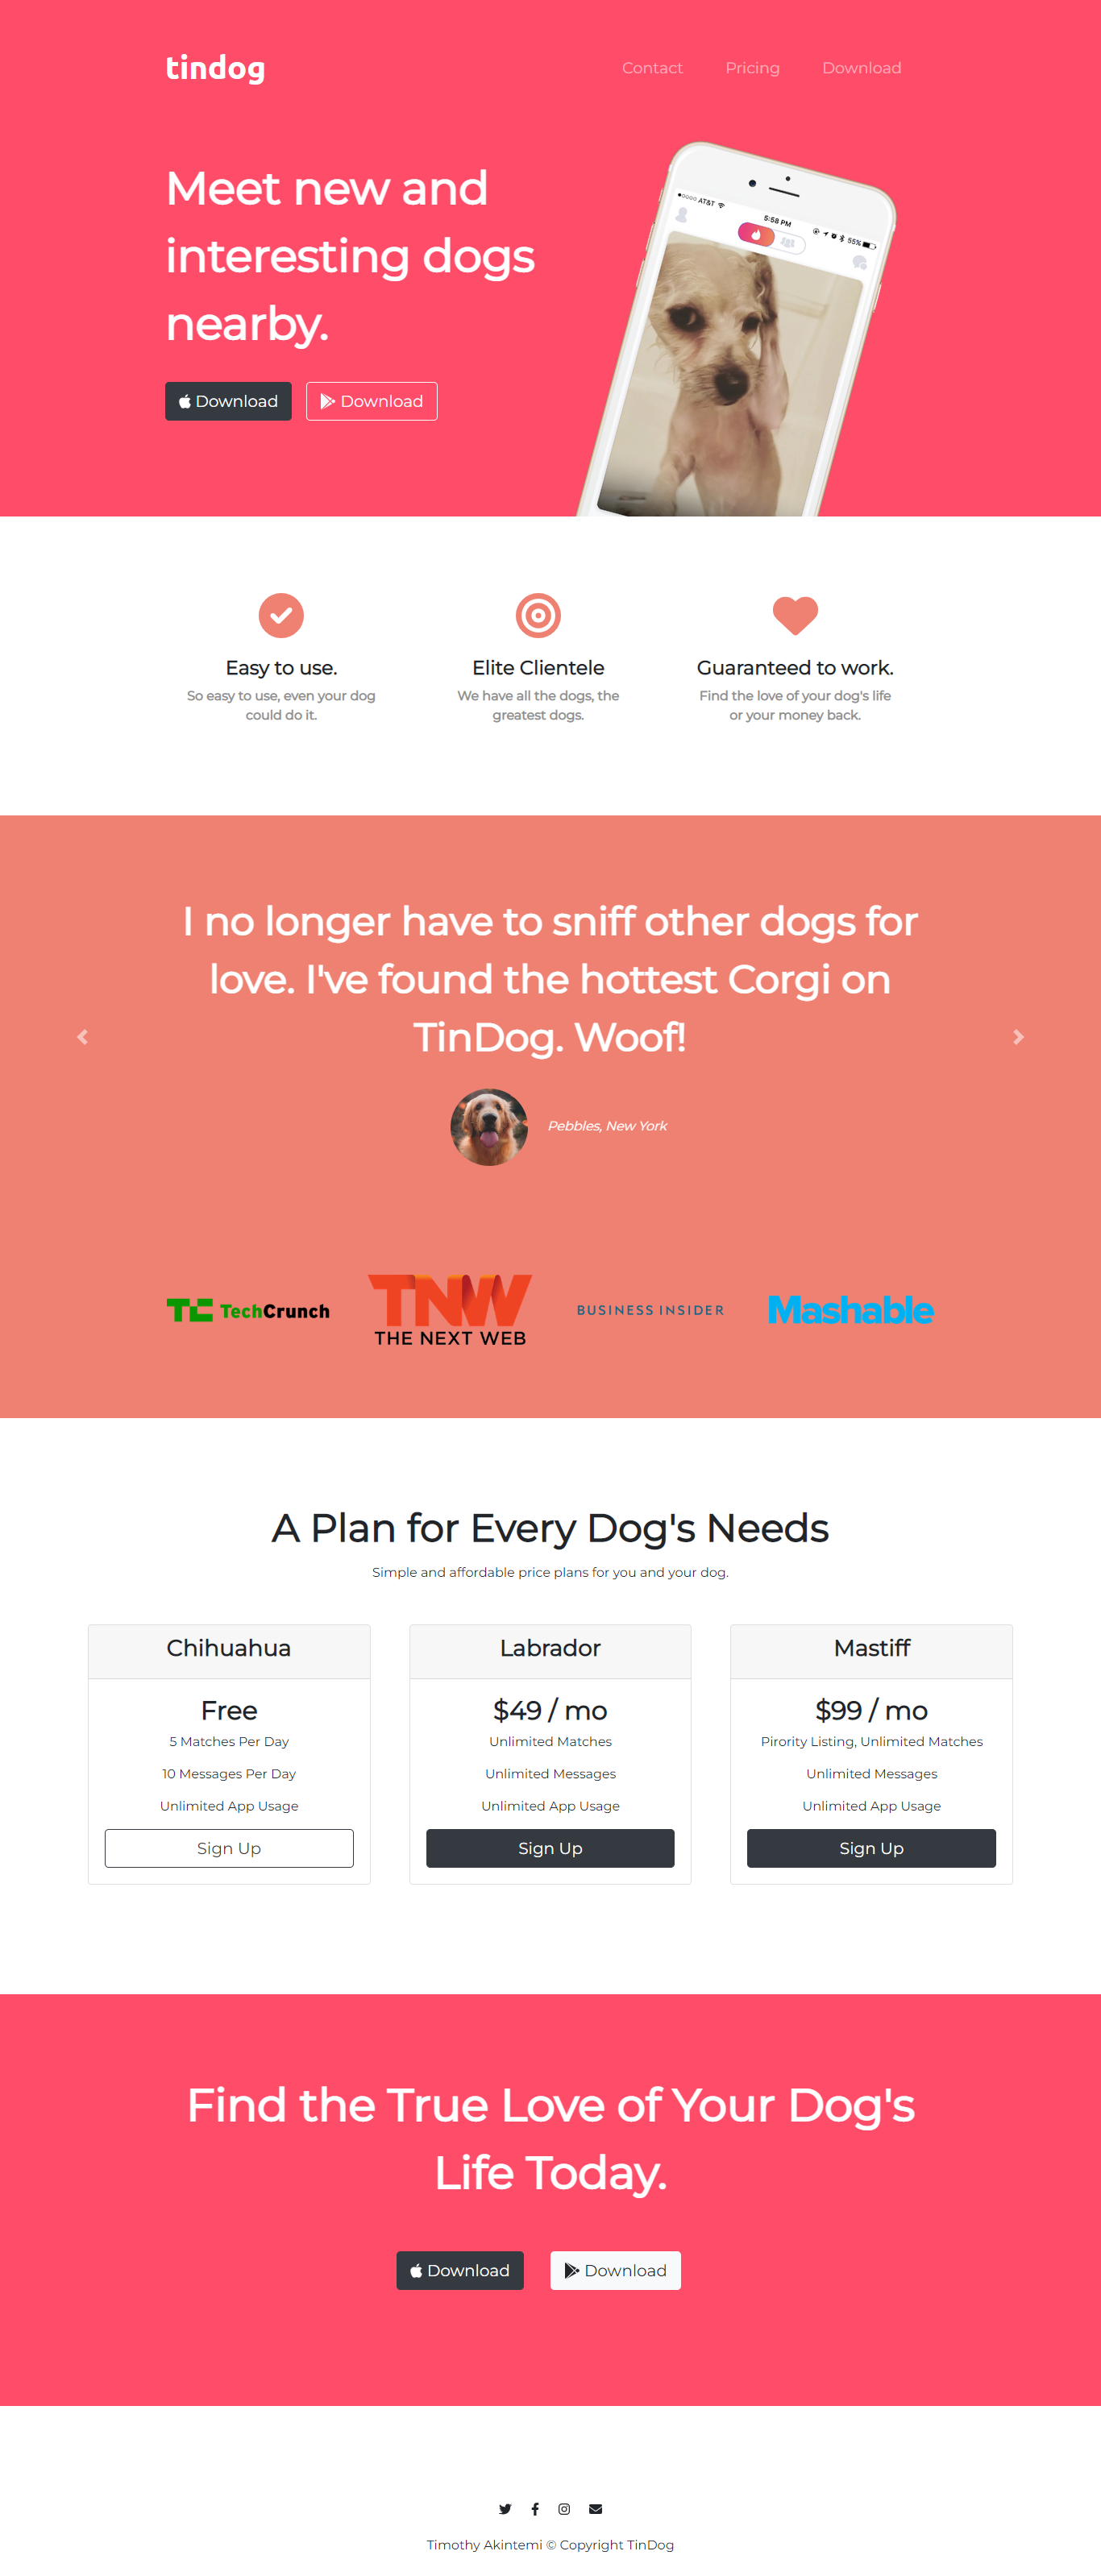 tindog
Contact Pricing Download
Meet new and
interesting dogs
nearby.
Download Download
AT&T 5:58 PM 55%
Easy to use.
So easy to use, even your dog
could do it.
Elite Clientele
We have all the dogs, the
greatest dogs.
Guaranteed to work.
Find the love of your dog's life
or your money back.
I no longer have to sniff other dogs for
love. I've found the hottest Corgi on
TinDog. Woof!
Pebbles, New York
TC TechCrunch
TNW
THE NEXT WEB
BUSINESS INSIDER
Mashable
A Plan for Every Dog's Needs
Simple and affordable price plans for you and your dog.
Chihuahua
Free
5 Matches Per Day
10 Messages Per Day
Unlimited App Usage
Sign Up
Labrador
$49 / mo
Unlimited Matches
Unlimited Messages
Unlimited App Usage
Sign Up
Mastiff
$99 / mo
Pirority Listing, Unlimited Matches
Unlimited Messages
Unlimited App Usage
Sign Up
Find the True Love of Your Dog's
Life Today.
Download Download
Timothy Akintemi © Copyright TinDog